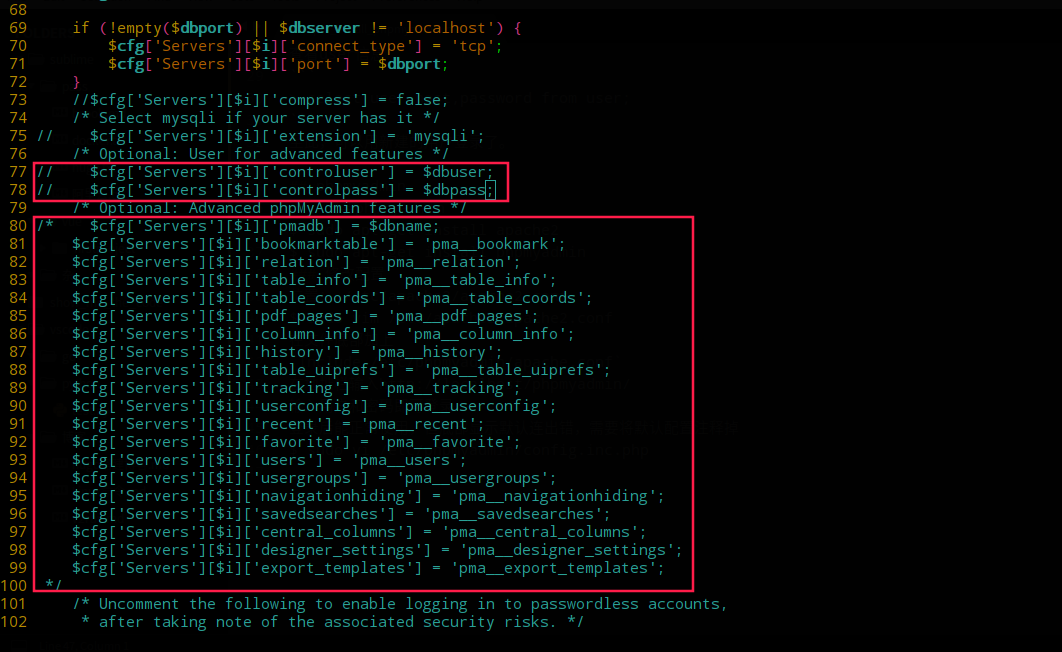 68
69     if (!empty($dbport) || $dbserver != 'localhost') {
70         $cfg['Servers'][$i]['connect_type'] = 'tcp';
71         $cfg['Servers'][$i]['port'] = $dbport;
72     }
73     //$cfg['Servers'][$i]['compress'] = false;
74     /* Select mysqli if your server has it */
75 //    $cfg['Servers'][$i]['extension'] = 'mysqli';
76     /* Optional: User for advanced features */
77 //    $cfg['Servers'][$i]['controluser'] = $dbuser;
78 //    $cfg['Servers'][$i]['controlpass'] = $dbpass;
79     /* Optional: Advanced phpMyAdmin features */
80 /*    $cfg['Servers'][$i]['pmadb'] = $dbname;
81     $cfg['Servers'][$i]['bookmarktable'] = 'pma__bookmark';
82     $cfg['Servers'][$i]['relation'] = 'pma__relation';
83     $cfg['Servers'][$i]['table_info'] = 'pma__table_info';
84     $cfg['Servers'][$i]['table_coords'] = 'pma__table_coords';
85     $cfg['Servers'][$i]['pdf_pages'] = 'pma__pdf_pages';
86     $cfg['Servers'][$i]['column_info'] = 'pma__column_info';
87     $cfg['Servers'][$i]['history'] = 'pma__history';
88     $cfg['Servers'][$i]['table_uiprefs'] = 'pma__table_uiprefs';
89     $cfg['Servers'][$i]['tracking'] = 'pma__tracking';
90     $cfg['Servers'][$i]['userconfig'] = 'pma__userconfig';
91     $cfg['Servers'][$i]['recent'] = 'pma__recent';
92     $cfg['Servers'][$i]['favorite'] = 'pma__favorite';
93     $cfg['Servers'][$i]['users'] = 'pma__users';
94     $cfg['Servers'][$i]['usergroups'] = 'pma__usergroups';
95     $cfg['Servers'][$i]['navigationhiding'] = 'pma__navigationhiding';
96     $cfg['Servers'][$i]['savedsearches'] = 'pma__savedsearches';
97     $cfg['Servers'][$i]['central_columns'] = 'pma__central_columns';
98     $cfg['Servers'][$i]['designer_settings'] = 'pma__designer_settings';
99     $cfg['Servers'][$i]['export_templates'] = 'pma__export_templates';
100  */
101     /* Uncomment the following to enable logging in to passwordless accounts,
102      * after taking note of the associated security risks. */